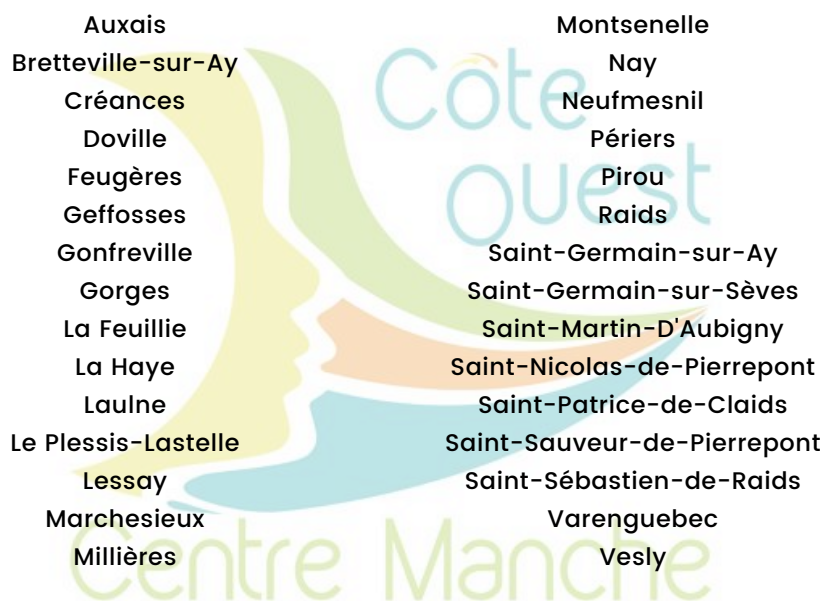 Auxais
Bretteville-sur-Ay
Créances
Doville
Feugères
Geffosses
Gonfreville
Gorges
La Feuillie
La Haye
Laulne
Le Plessis-Lastelle
Lessay
Marchesieux
Millières
Montsenelle
Nay
Neufmesnil
Périers
Pirou
Raids
Saint-Germain-sur-Ay
Saint-Germain-sur-Sèves
Saint-Martin-D'Aubigny
Saint-Nicolas-de-Pierrepont
Saint-Patrice-de-Claids
Saint-Sauveur-de-Pierrepont
Saint-Sébastien-de-Raids
Varenguebec
Vesly
Côte
Ouest
Centre Manche